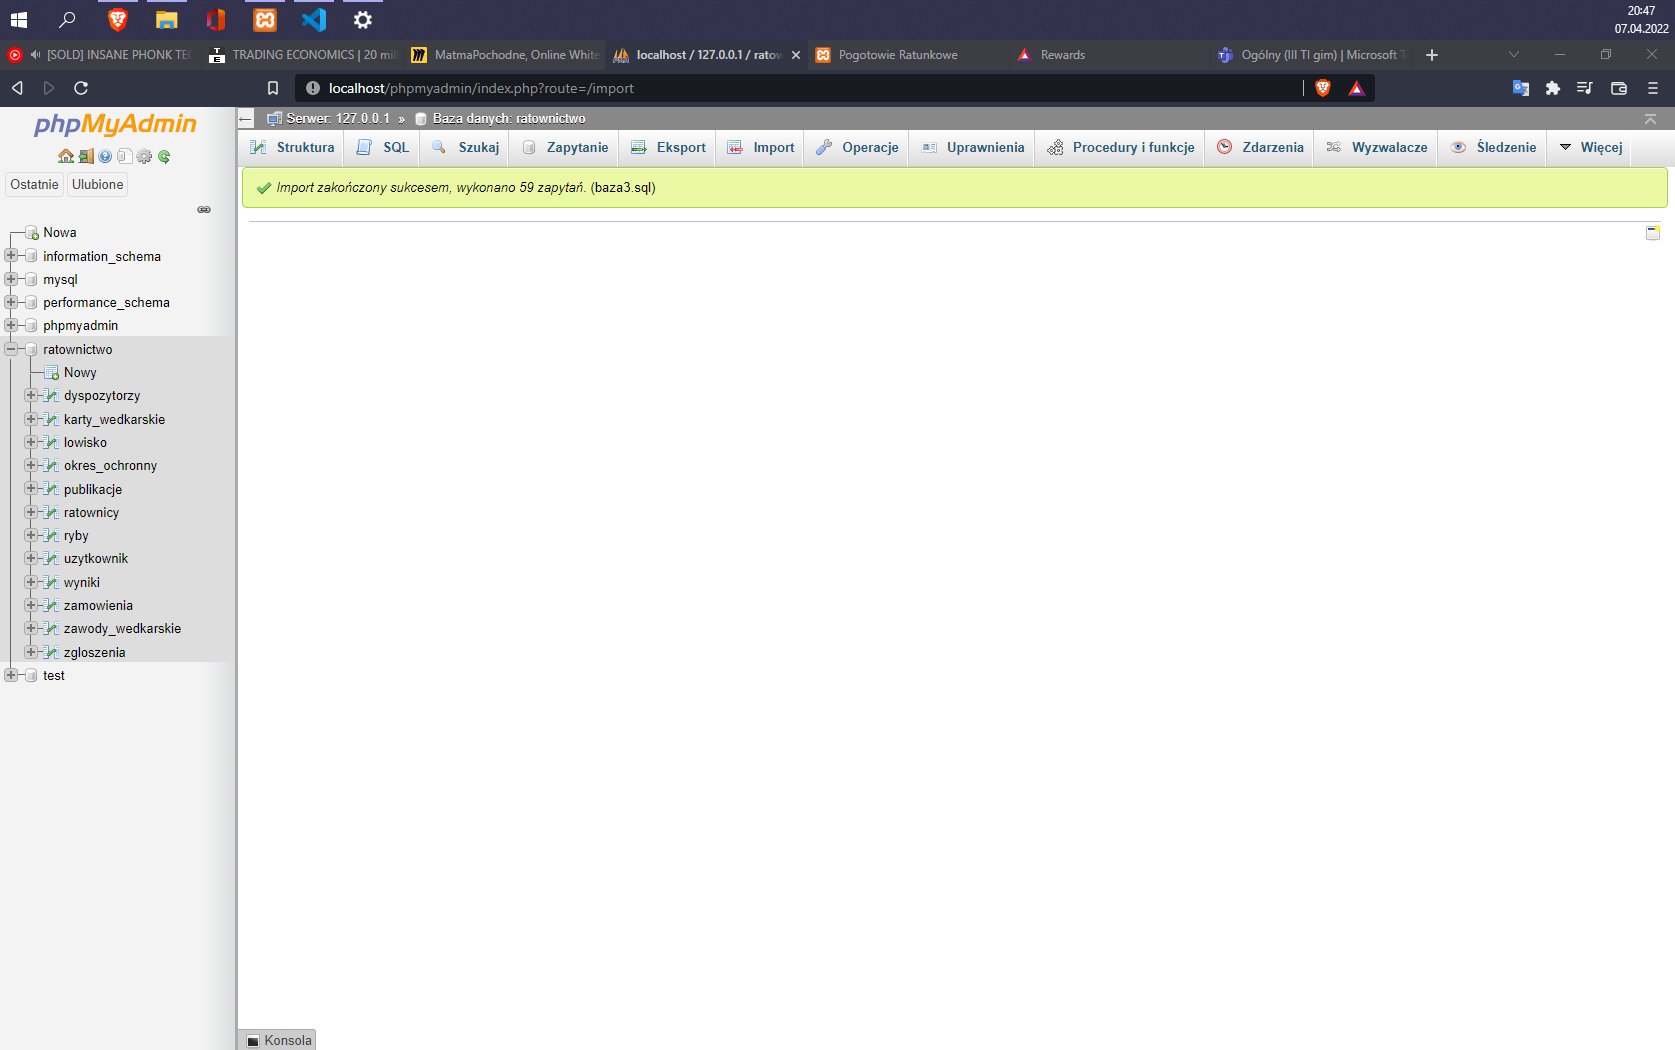 20:47
07.04.2022
[SOLD] INSANE PHONK TEC
TRADING ECONOMICS | 20 mil
MatmaPochodne, Online White
localhost / 127.0.0.1 / ratow
Pogotowie Ratunkowe
Rewards
Ogólny (III TI gim) | Microsoft T
localhost/phpmyadmin/index.php?route=/import
phpMyAdmin
Serwer: 127.0.0.1 » Baza danych: ratownictwo
Struktura SQL Szukaj Zapytanie Eksport Import Operacje Uprawnienia Procedury i funkcje Zdarzenia Wyzwalacze Śledzenie Więcej
Ostatnie Ulubione
Import zakończony sukcesem, wykonano 59 zapytań. (baza3.sql)
Nowa
information_schema
mysql
performance_schema
phpmyadmin
ratownictwo
Nowy
dyspozytorzy
karty_wedkarskie
lowisko
okres_ochronny
publikacje
ratownicy
ryby
uzytkownik
wyniki
zamowienia
zawody_wedkarskie
zgloszenia
test
Konsola